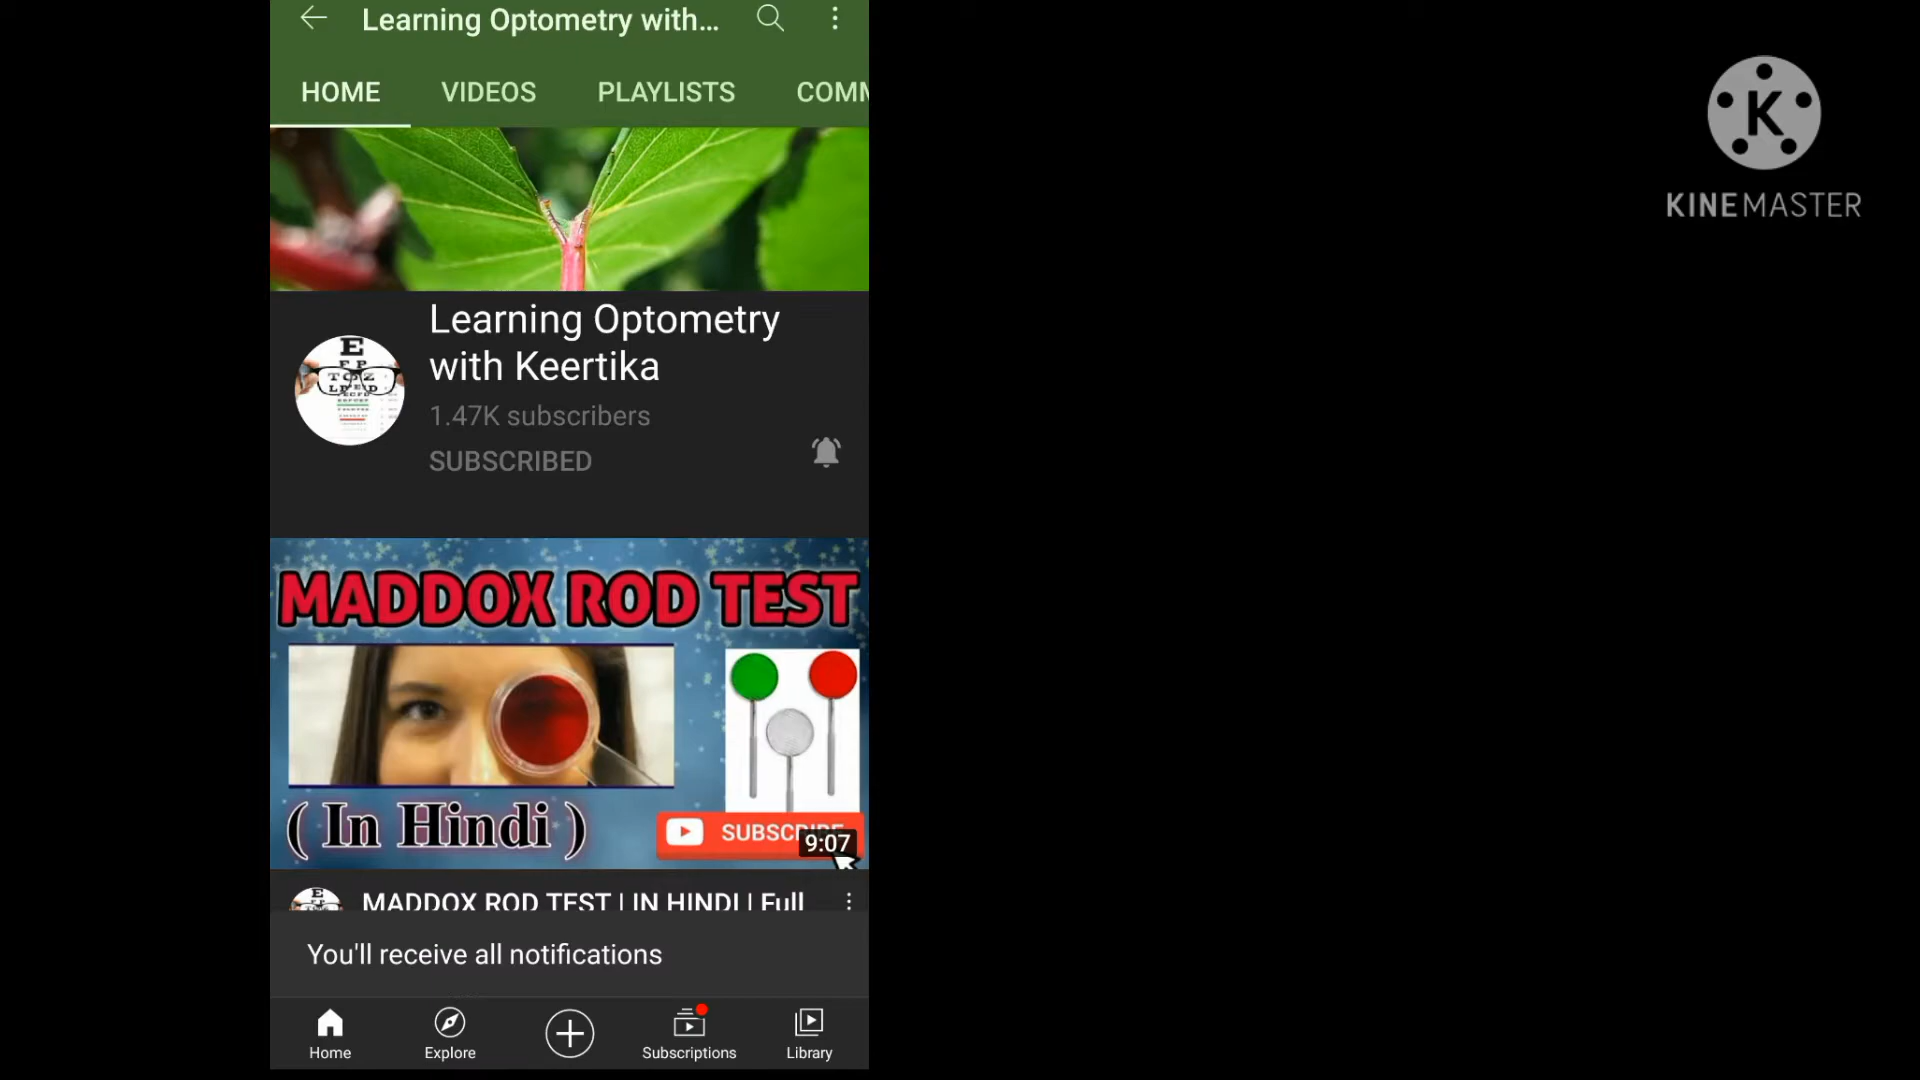 Learning Optometry with...
HOME VIDEOS PLAYLISTS COMM
KINEMASTER
Learning Optometry
with Keertika
1.47K subscribers
SUBSCRIBED
MADDOX ROD TEST
( In Hindi )
SUBSCRIBE
9:07
MADDOX ROD TEST | IN HINDI | Full
You'll receive all notifications
Home Explore Subscriptions Library